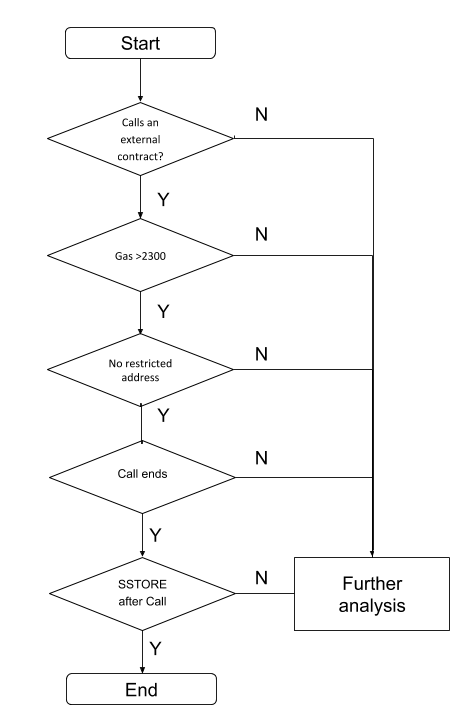 Start
Calls an
external
contract?
N
Y
Gas >2300
N
Y
No restricted
address
N
Y
Call ends
N
Y
SSTORE
after Call
N
Further
analysis
Y
End